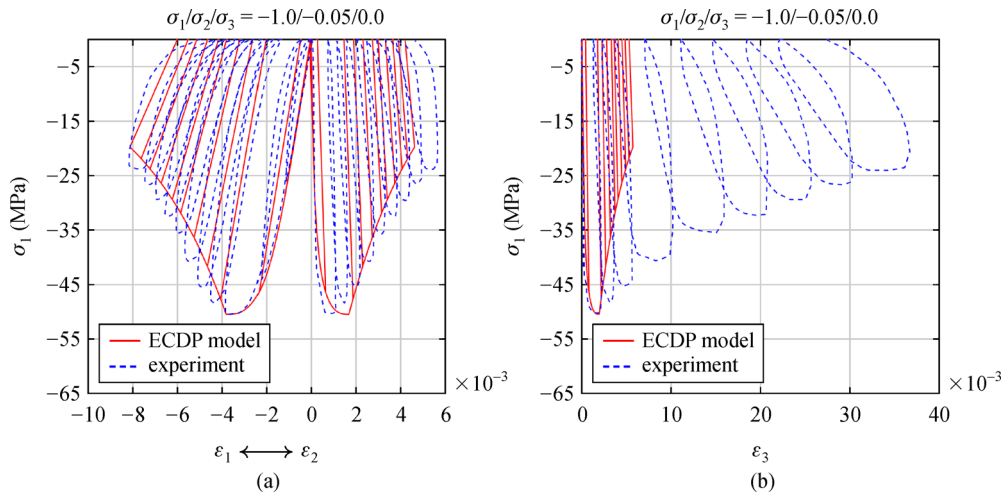 σ1/σ2/σ3 = −1.0/−0.05/0.0
−5
−15
−25
−35
−45
−55
−65
σ1 (MPa)
ECDP model
experiment
×10−3
−10 −8 −6 −4 −2 0 2 4 6
ε1 ⟷ ε2
(a)
σ1/σ2/σ3 = −1.0/−0.05/0.0
−5
−15
−25
−35
−45
−55
−65
σ1 (MPa)
ECDP model
experiment
×10−3
0 10 20 30 40
ε3
(b)